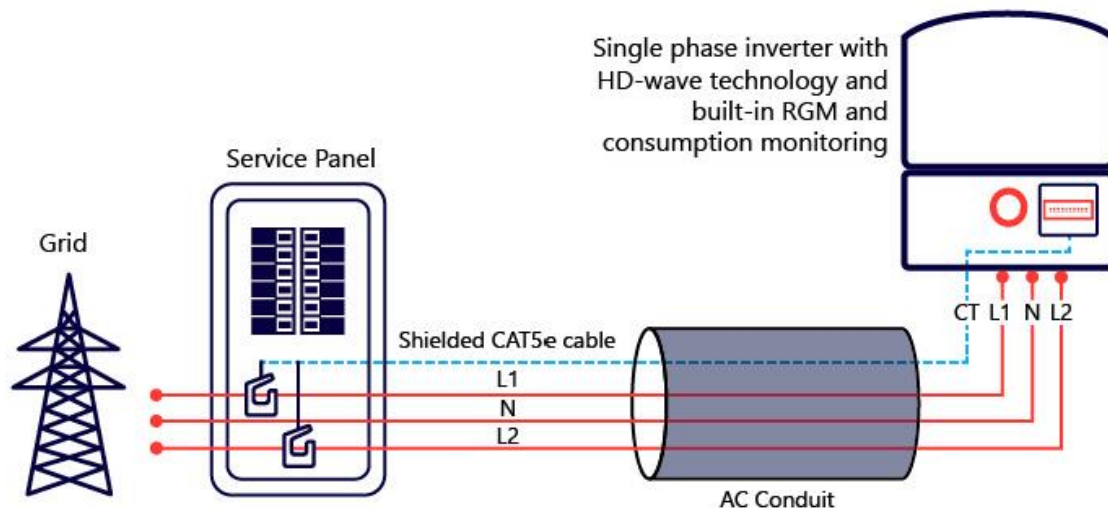 Single phase inverter with
HD-wave technology and
built-in RGM and
consumption monitoring
Service Panel
Grid
CT L1 N L2
Shielded CAT5e cable
L1
N
L2
AC Conduit